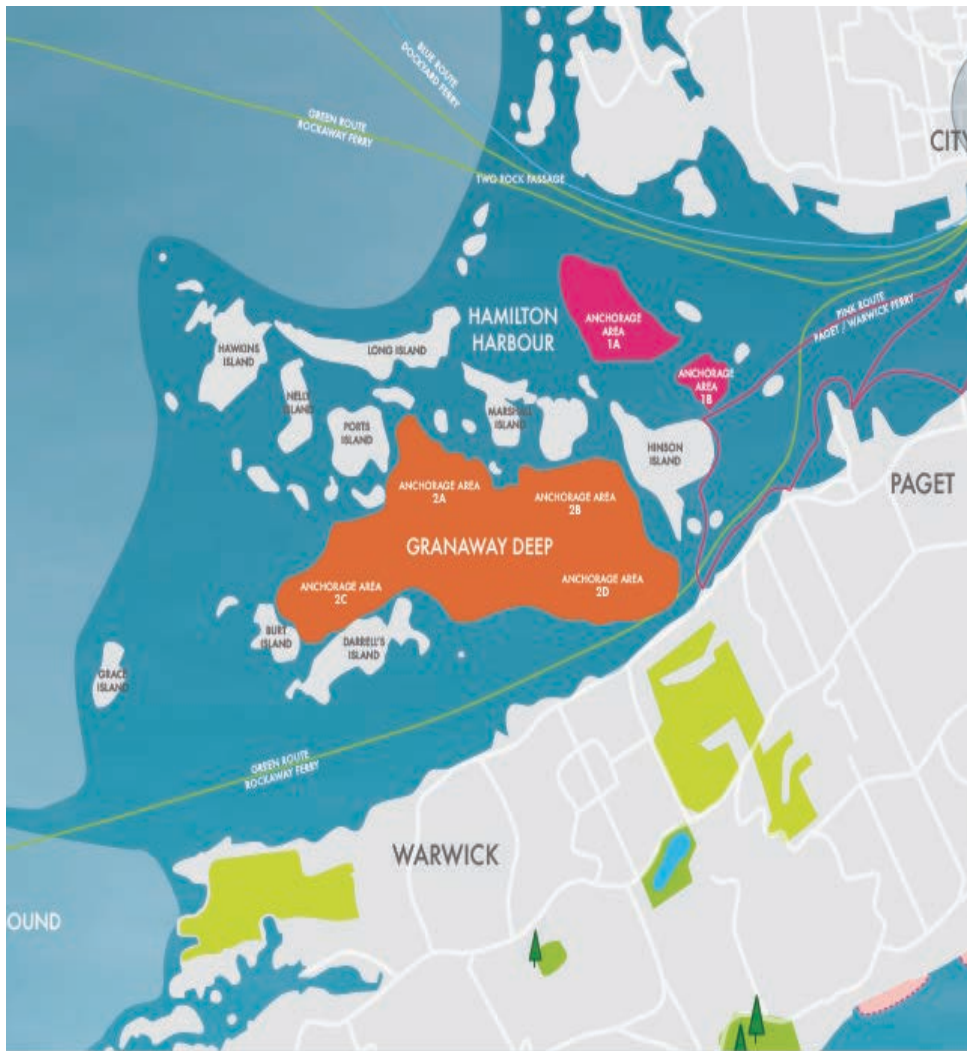 BLUE ROUTE
DOCKYARD FERRY
GREEN ROUTE
ROCKAWAY FERRY
CITY
TWO ROCK PASSAGE
HAMILTON
HARBOUR
ANCHORAGE
AREA
1A
PINK ROUTE
PAGET / WARWICK FERRY
HAWKINS
ISLAND
LONG ISLAND
ANCHORAGE
AREA
1B
NELLY
ISLAND
PORTS
ISLAND
MARSHALL
ISLAND
HINSON
ISLAND
PAGET
ANCHORAGE AREA
2A
ANCHORAGE AREA
2B
GRANAWAY DEEP
ANCHORAGE AREA
2C
ANCHORAGE AREA
2D
BURT
ISLAND
DARRELL'S
ISLAND
GRACE
ISLAND
GREEN ROUTE
ROCKAWAY FERRY
WARWICK
OUND